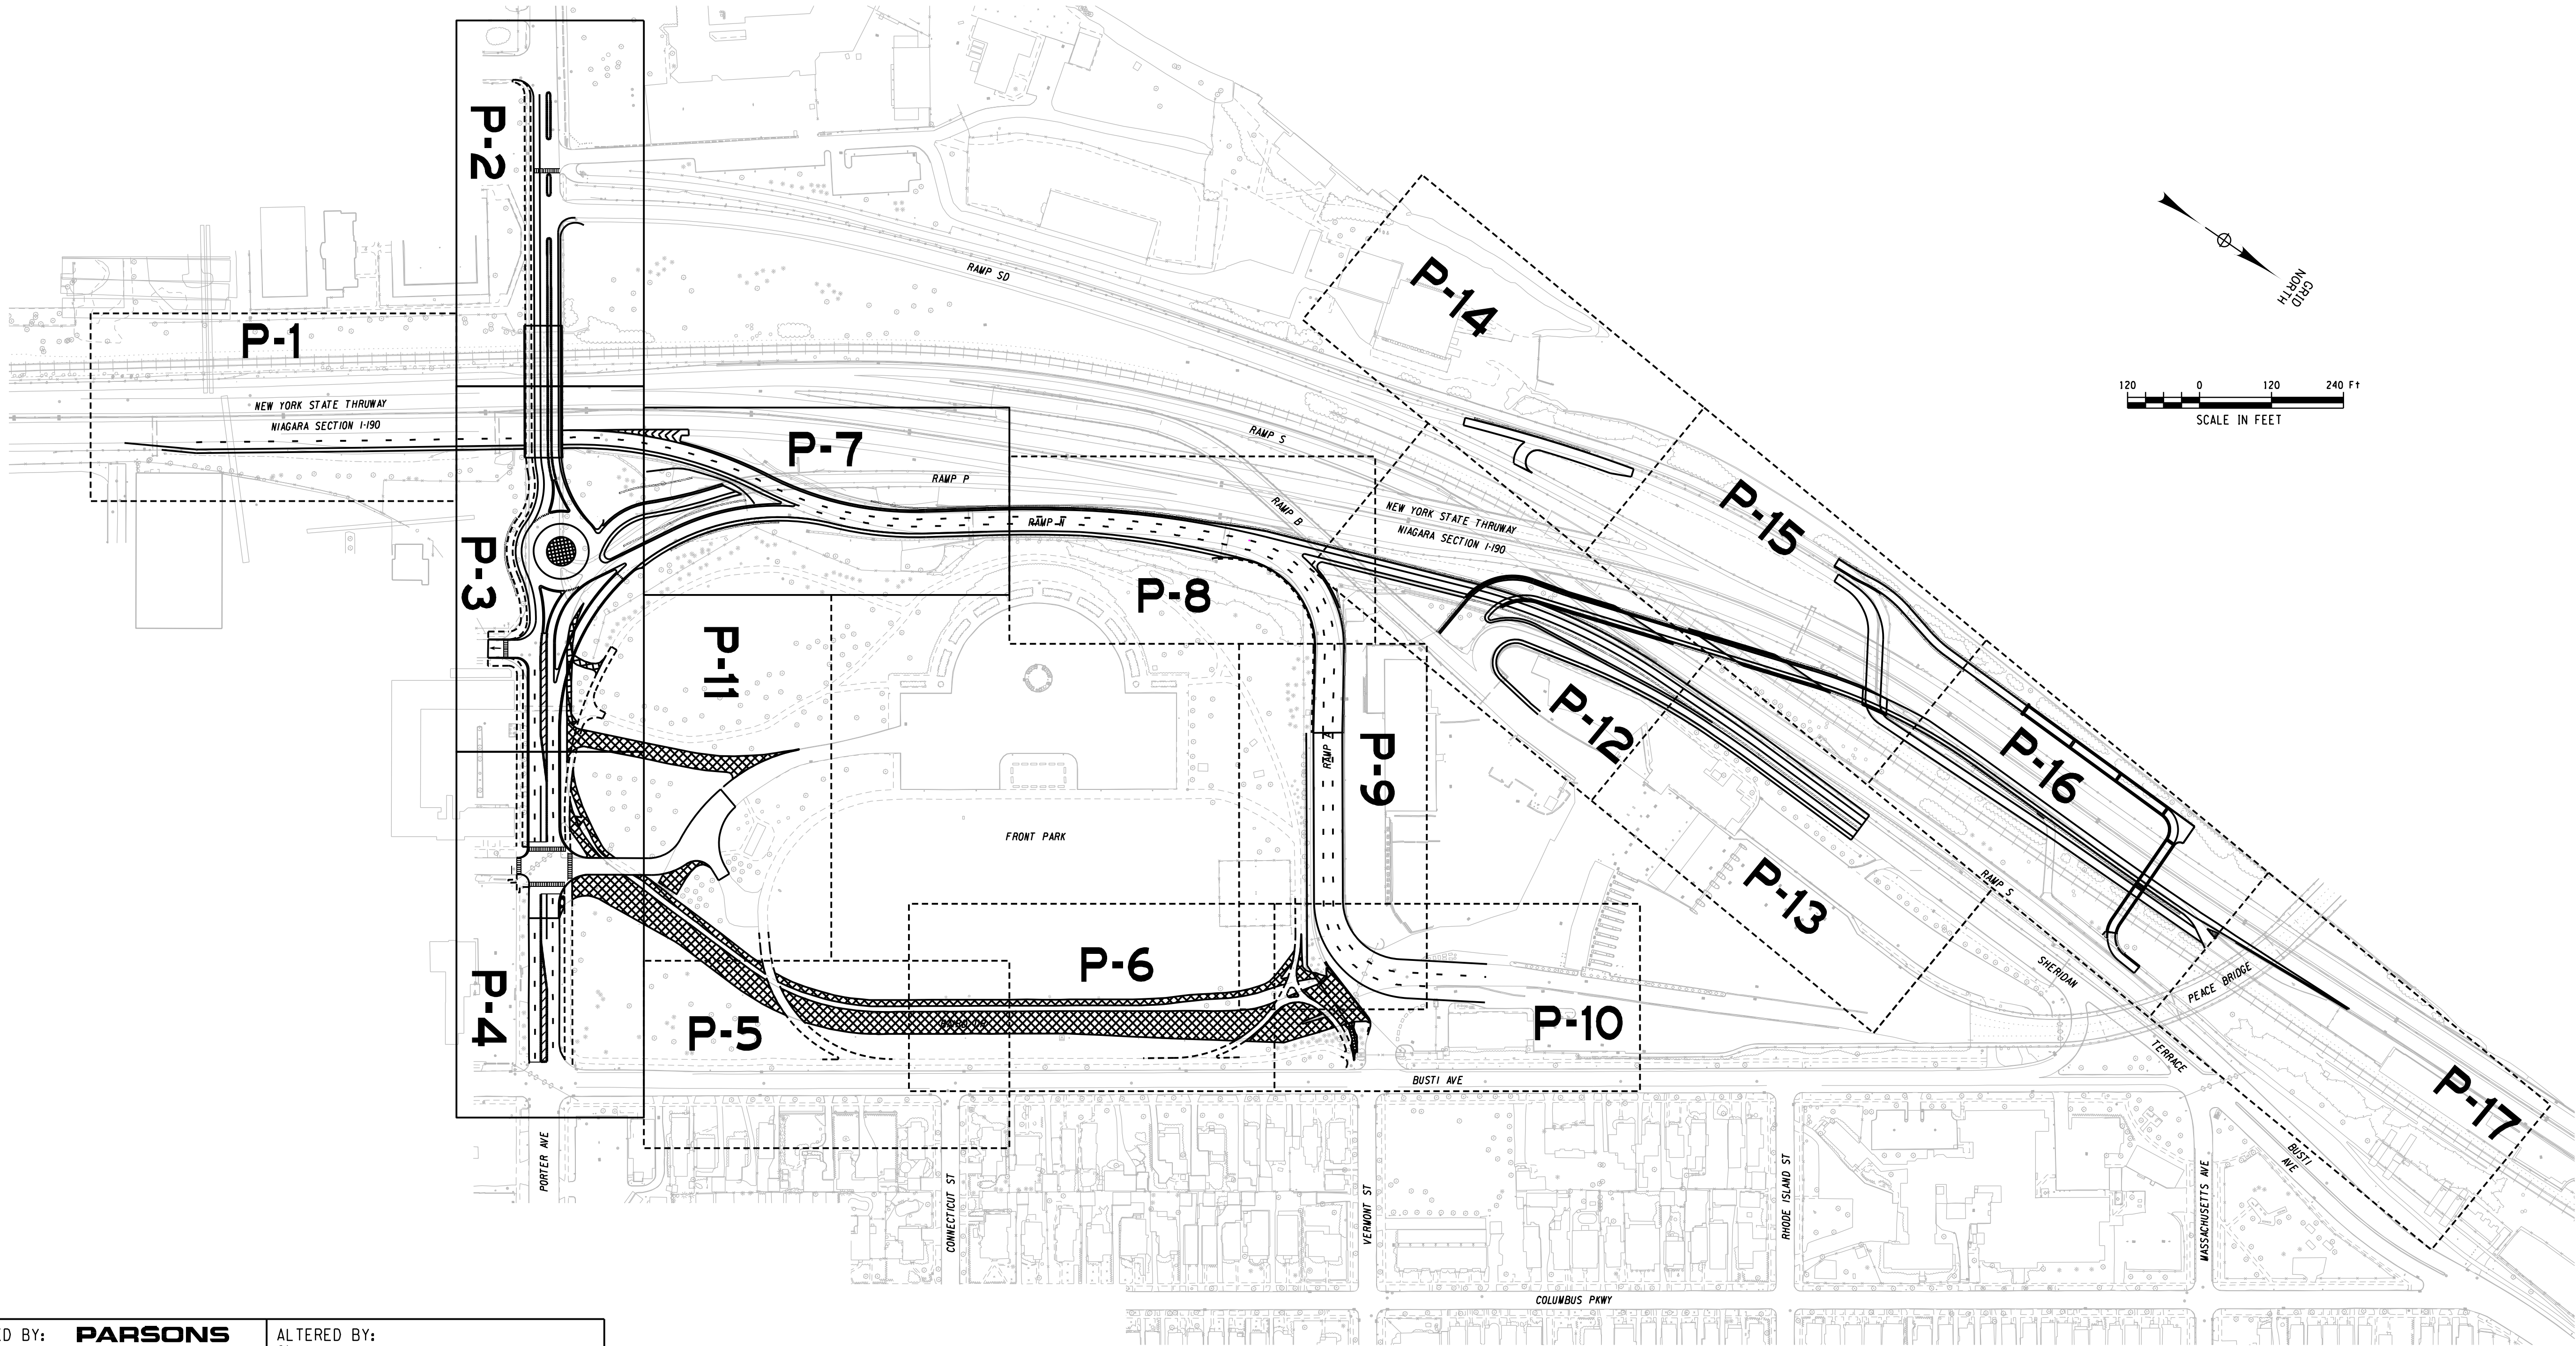 P-2
RAMP SD
P-14
GRID
NORTH
P-1
120 0 120 240 Ft
SCALE IN FEET
NEW YORK STATE THRUWAY
NIAGARA SECTION I-190
P-7
RAMP S
RAMP P
RAMP B
NEW YORK STATE THRUWAY
NIAGARA SECTION I-190
P-15
RAMP N
P-3
P-8
P-11
P-12
P-9
P-16
FRONT PARK
P-13
RAMP S
P-4
P-5
P-6
P-10
SHERIDAN
TERRACE
PEACE BRIDGE
BUSTI AVE
P-17
PORTER AVE
CONNECTICUT ST
VERMONT ST
RHODE ISLAND ST
MASSACHUSETTS AVE
BUSTI
AVE
COLUMBUS PKWY
ED BY: PARSONS
ALTERED BY: